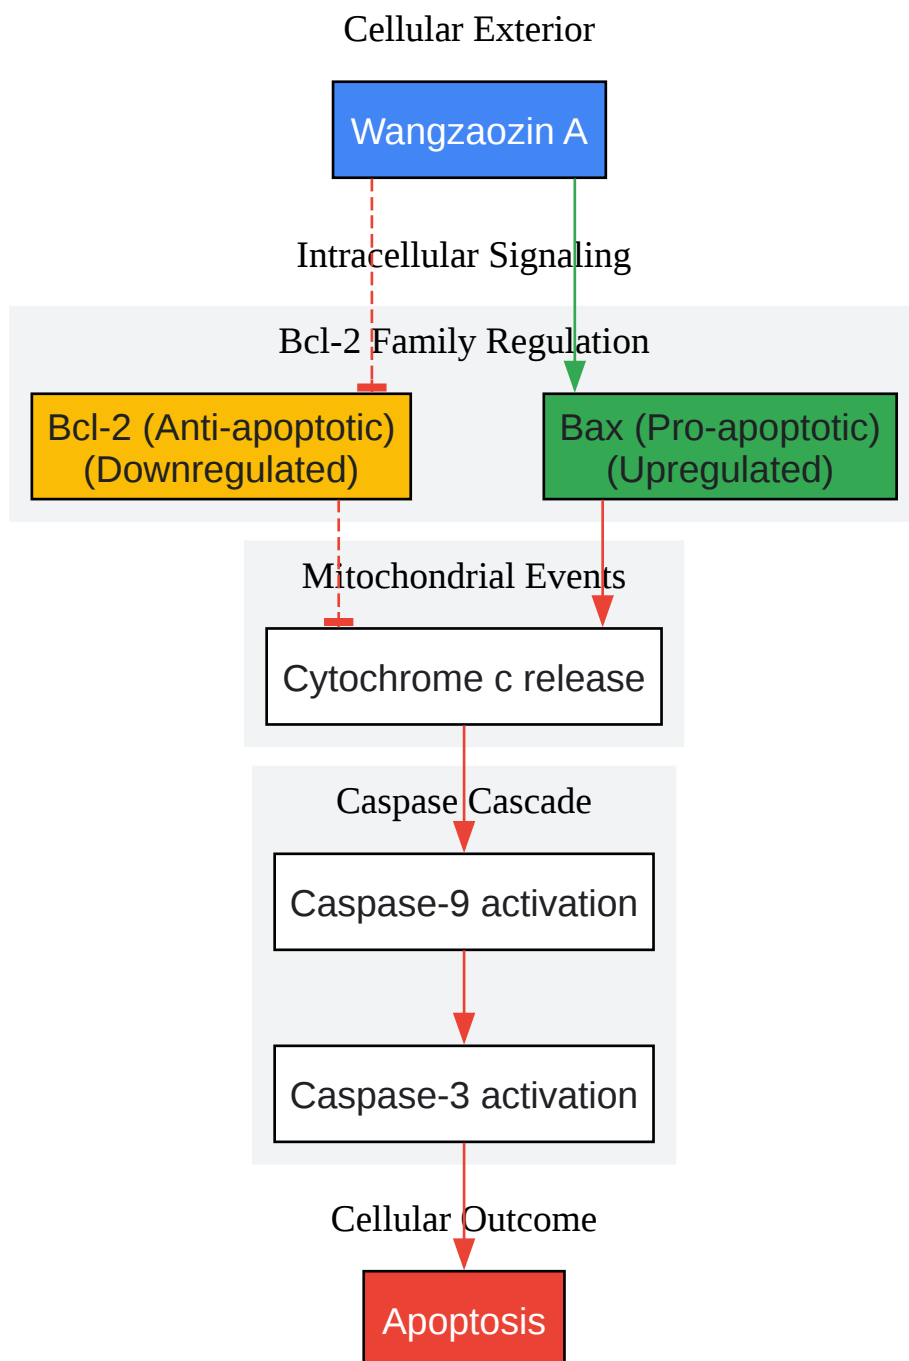 Cellular Exterior
Wangzaozin A
Intracellular Signaling
Bcl-2 Family Regulation
Bcl-2 (Anti-apoptotic)
(Downregulated)
Bax (Pro-apoptotic)
(Upregulated)
Mitochondrial Events
Cytochrome c release
Caspase Cascade
Caspase-9 activation
Caspase-3 activation
Cellular Outcome
Apoptosis